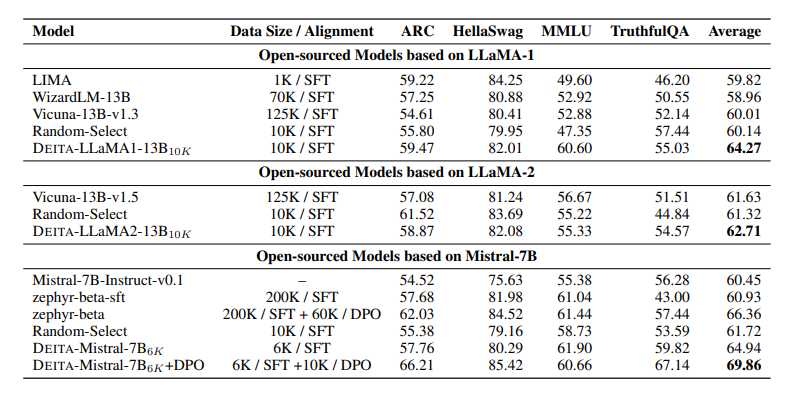 Model Data Size / Alignment ARC HellaSwag MMLU TruthfulQA Average
Open-sourced Models based on LLaMA-1
LIMA 1K / SFT 59.22 84.25 49.60 46.20 59.82
WizardLM-13B 70K / SFT 57.25 80.88 52.92 50.55 58.96
Vicuna-13B-v1.3 125K / SFT 54.61 80.41 52.88 52.14 60.01
Random-Select 10K / SFT 55.80 79.95 47.35 57.44 60.14
DEITA-LLaMA1-13B10K 10K / SFT 59.47 82.01 60.60 55.03 64.27
Open-sourced Models based on LLaMA-2
Vicuna-13B-v1.5 125K / SFT 57.08 81.24 56.67 51.51 61.63
Random-Select 10K / SFT 61.52 83.69 55.22 44.84 61.32
DEITA-LLaMA2-13B10K 10K / SFT 58.87 82.08 55.33 54.57 62.71
Open-sourced Models based on Mistral-7B
Mistral-7B-Instruct-v0.1 – 54.52 75.63 55.38 56.28 60.45
zephyr-beta-sft 200K / SFT 57.68 81.98 61.04 43.00 60.93
zephyr-beta 200K / SFT + 60K / DPO 62.03 84.52 61.44 57.44 66.36
Random-Select 10K / SFT 55.38 79.16 58.73 53.59 61.72
DEITA-Mistral-7B6K 6K / SFT 57.76 80.29 61.90 59.82 64.94
DEITA-Mistral-7B6K+DPO 6K / SFT +10K / DPO 66.21 85.42 60.66 67.14 69.86